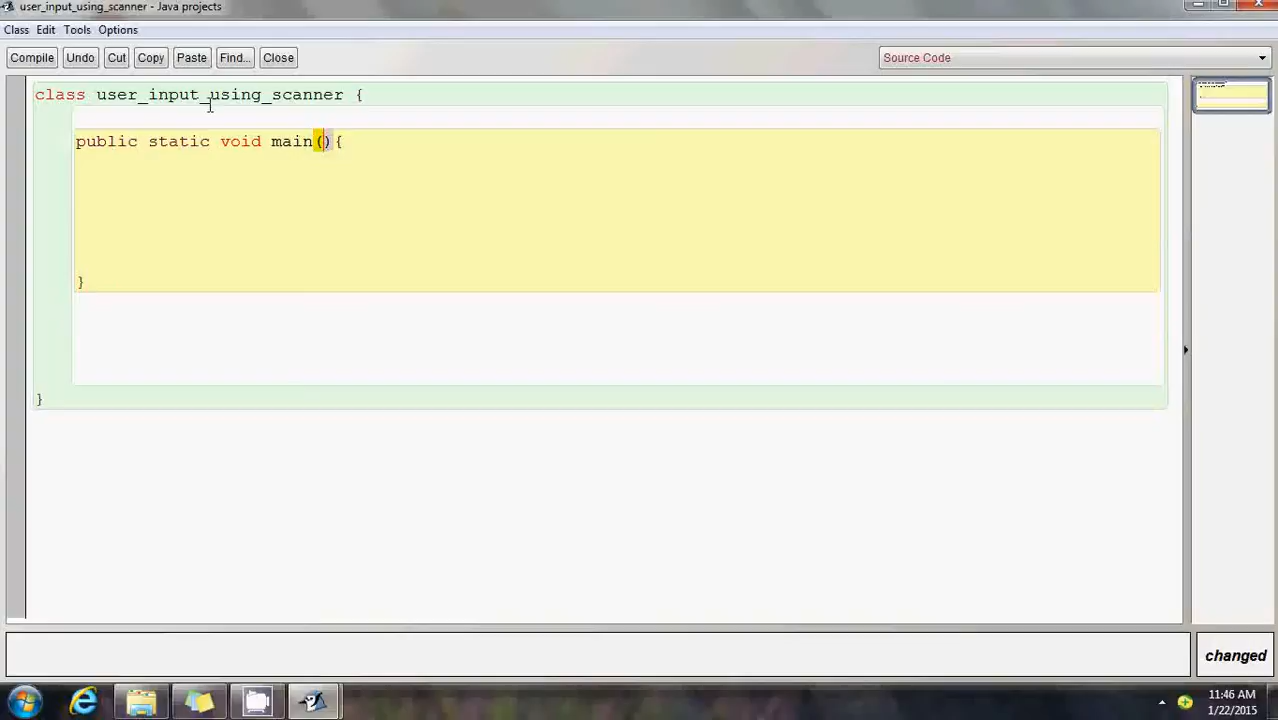 user_input_using_scanner - Java projects
Class Edit Tools Options
Compile Undo Cut Copy Paste Find... Close Source Code
class user_input_using_scanner {
public static void main(){
}
}
changed
11:46 AM
1/22/2015